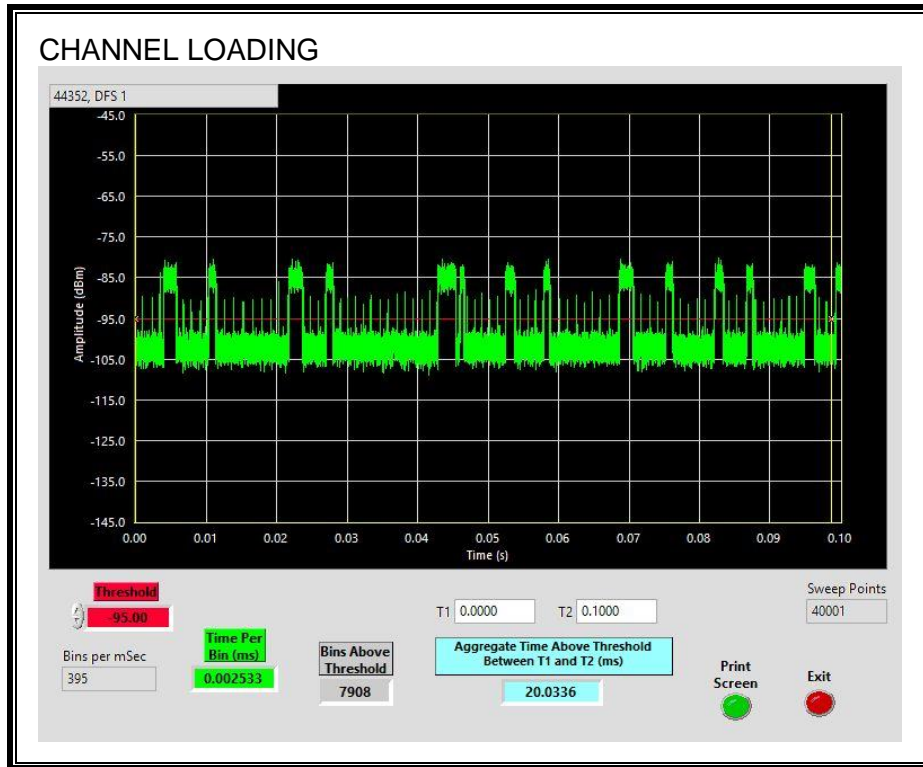 CHANNEL LOADING
44352, DFS 1
Amplitude (dBm)
-45.0
-55.0
-65.0
-75.0
-85.0
-95.0
-105.0
-115.0
-125.0
-135.0
-145.0
0.00 0.01 0.02 0.03 0.04 0.05 0.06 0.07 0.08 0.09 0.10
Time (s)
Threshold
-95.00
T1 0.0000 T2 0.1000
Sweep Points
40001
Bins per mSec
395
Time Per
Bin (ms)
0.002533
Bins Above
Threshold
7908
Aggregate Time Above Threshold
Between T1 and T2 (ms)
20.0336
Print
Screen
Exit